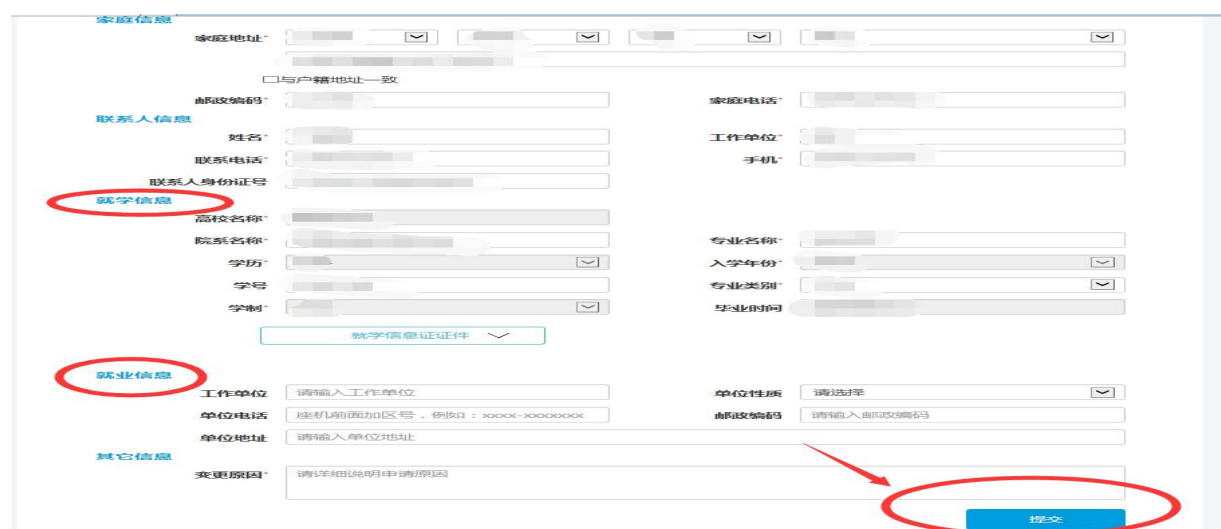 家庭信息
家庭地址*
与户籍地址一致
邮政编码* 家庭电话*
联系人信息
姓名* 工作单位*
联系电话* 手机*
联系人身份证号
就学信息
高校名称*
院系名称* 专业名称*
学历* 入学年份*
学号 专业类别*
学制* 毕业时间
就学信息证证件
就业信息
工作单位 请输入工作单位 单位性质 请选择
单位电话 座机前面加区号，例如：xxxx-xxxxxxx 邮政编码 请输入邮政编码
单位地址 请输入单位地址
其它信息
变更原因* 请详细说明申请原因
提交